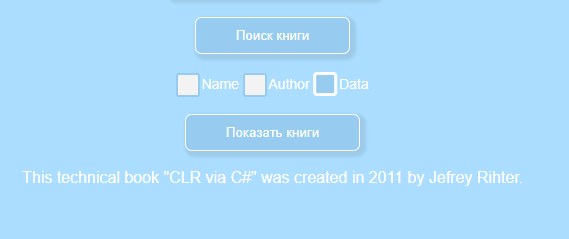 Поиск книги
Name Author Data
Показать книги
This technical book "CLR via C#" was created in 2011 by Jefrey Rihter.